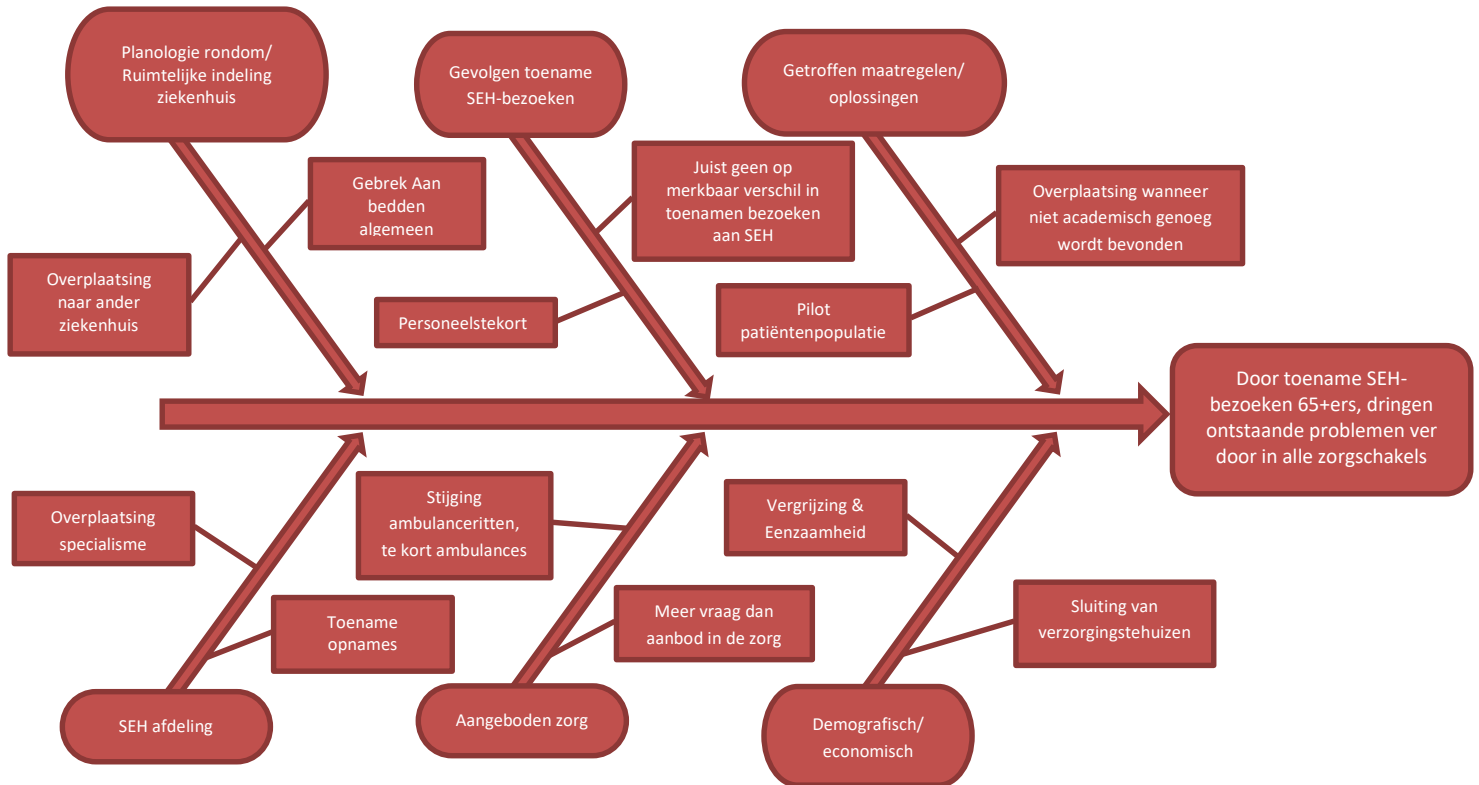 Planologie rondom/
Ruimtelijke indeling
ziekenhuis
Gevolgen toename
SEH-bezoeken
Getroffen maatregelen/
oplossingen
Gebrek Aan
bedden
algemeen
Juist geen op
merkbaar verschil in
toenamen bezoeken
aan SEH
Overplaatsing wanneer
niet academisch genoeg
wordt bevonden
Overplaatsing
naar ander
ziekenhuis
Personeelstekort
Pilot
patiëntenpopulatie
Door toename SEH-
bezoeken 65+ers, dringen
ontstaande problemen ver
door in alle zorgschakels
Overplaatsing
specialisme
Stijging
ambulanceritten,
te kort ambulances
Vergrijzing &
Eenzaamheid
Toename
opnames
Meer vraag dan
aanbod in de zorg
Sluiting van
verzorgingstehuizen
SEH afdeling
Aangeboden zorg
Demografisch/
economisch